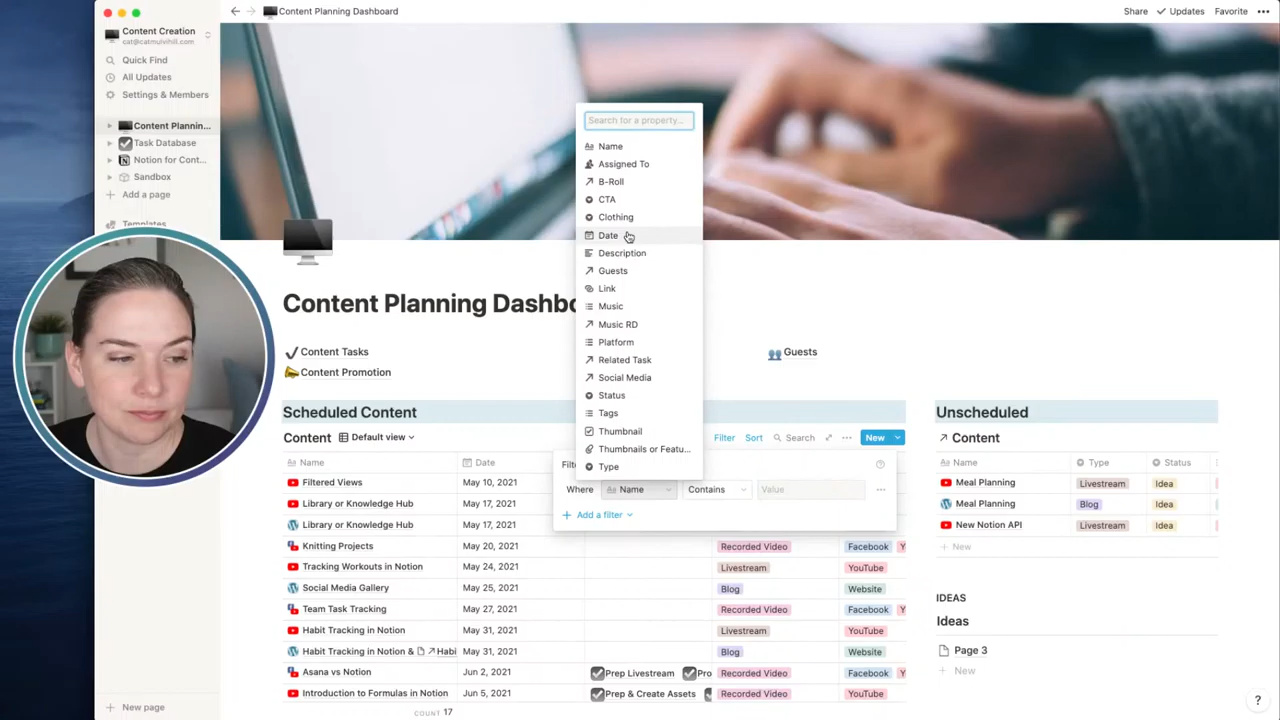 Content Planning Dashboard
Share
Updates
Favorite
Content Creation
cat@catmulvihill.com
Quick Find
All Updates
Settings & Members
Content Plannin...
Task Database
Notion for Cont...
Sandbox
Add a page
Templates
New page
Search for a property...
Name
Assigned To
B-Roll
CTA
Clothing
Date
Description
Guests
Link
Music
Music RD
Platform
Related Task
Social Media
Status
Tags
Thumbnail
Thumbnails or Featu...
Type
Content Planning Dashbo
Content Tasks
Content Promotion
Guests
Scheduled Content
Content Default view
Filter Sort Search New
Name Date
Where Name Contains Value
Add a filter
Filtered Views May 10, 2021
Library or Knowledge Hub May 17, 2021
Library or Knowledge Hub May 17, 2021
Knitting Projects May 20, 2021 Recorded Video Facebook Y
Tracking Workouts in Notion May 24, 2021 Livestream YouTube
Social Media Gallery May 25, 2021 Blog Website
Team Task Tracking May 27, 2021 Recorded Video Facebook Y
Habit Tracking in Notion May 31, 2021 Livestream YouTube
Habit Tracking in Notion & Habi May 31, 2021 Blog Website
Asana vs Notion Jun 2, 2021 Prep Livestream Pro Recorded Video Facebook Y
Introduction to Formulas in Notion Jun 5, 2021 Prep & Create Assets Recorded Video YouTube
COUNT 17
Unscheduled
Content
Name Type Status
Meal Planning Livestream Idea
Meal Planning Blog Idea
New Notion API Livestream Idea
New
IDEAS
Ideas
Page 3
New
?